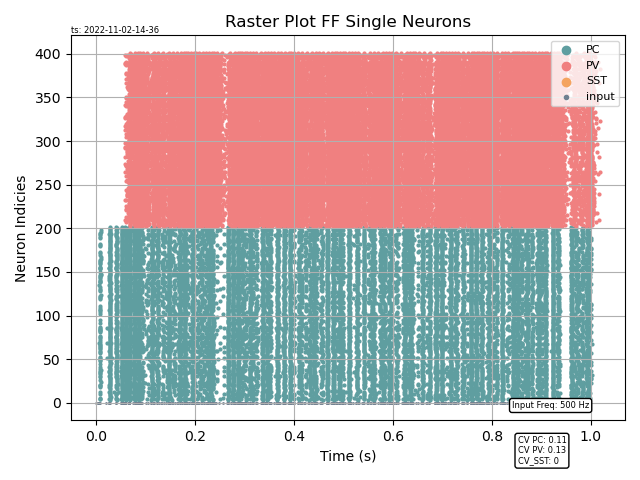 Raster Plot FF Single Neurons
ts: 2022-11-02-14-36
PC
PV
SST
input
Neuron Indicies
400
350
300
250
200
150
100
50
0
Input Freq: 500 Hz
0.0 0.2 0.4 0.6 0.8 1.0
Time (s)
CV PC: 0.11
CV PV: 0.13
CV_SST: 0